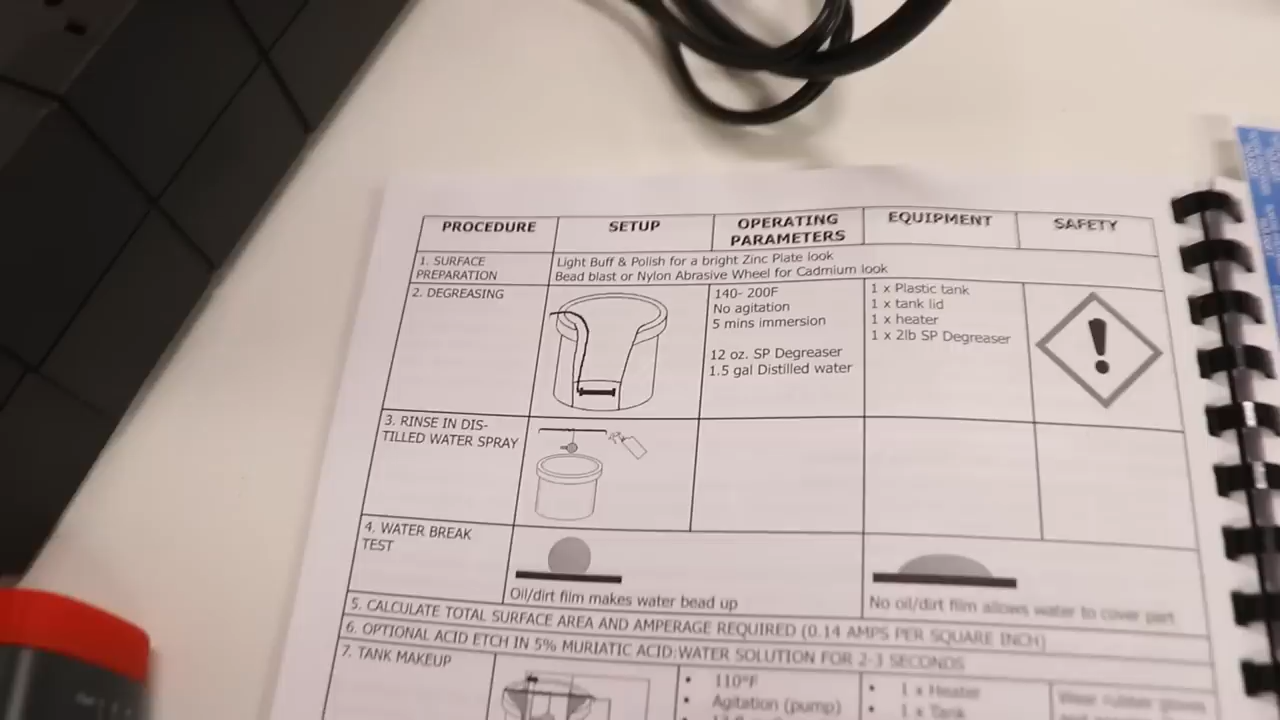 PROCEDURE
SETUP
OPERATING
PARAMETERS
EQUIPMENT
SAFETY
1. SURFACE
PREPARATION
Light Buff & Polish for a bright Zinc Plate look
Bead blast or Nylon Abrasive Wheel for Cadmium look
2. DEGREASING
140- 200F
No agitation
5 mins immersion
12 oz. SP Degreaser
1.5 gal Distilled water
1 x Plastic tank
1 x tank lid
1 x heater
1 x 2lb SP Degreaser
3. RINSE IN DIS-
TILLED WATER SPRAY
4. WATER BREAK
TEST
Oil/dirt film makes water bead up
No oil/dirt film allows water to cover part
5. CALCULATE TOTAL SURFACE AREA AND AMPERAGE REQUIRED (0.14 AMPS PER SQUARE INCH)
6. OPTIONAL ACID ETCH IN 5% MURIATIC ACID:WATER SOLUTION FOR 2-3 SECONDS
7. TANK MAKEUP
• 110°F
• Agitation (pump)
• 1 x Heater
• 1 x Tank
Wear rubber gloves